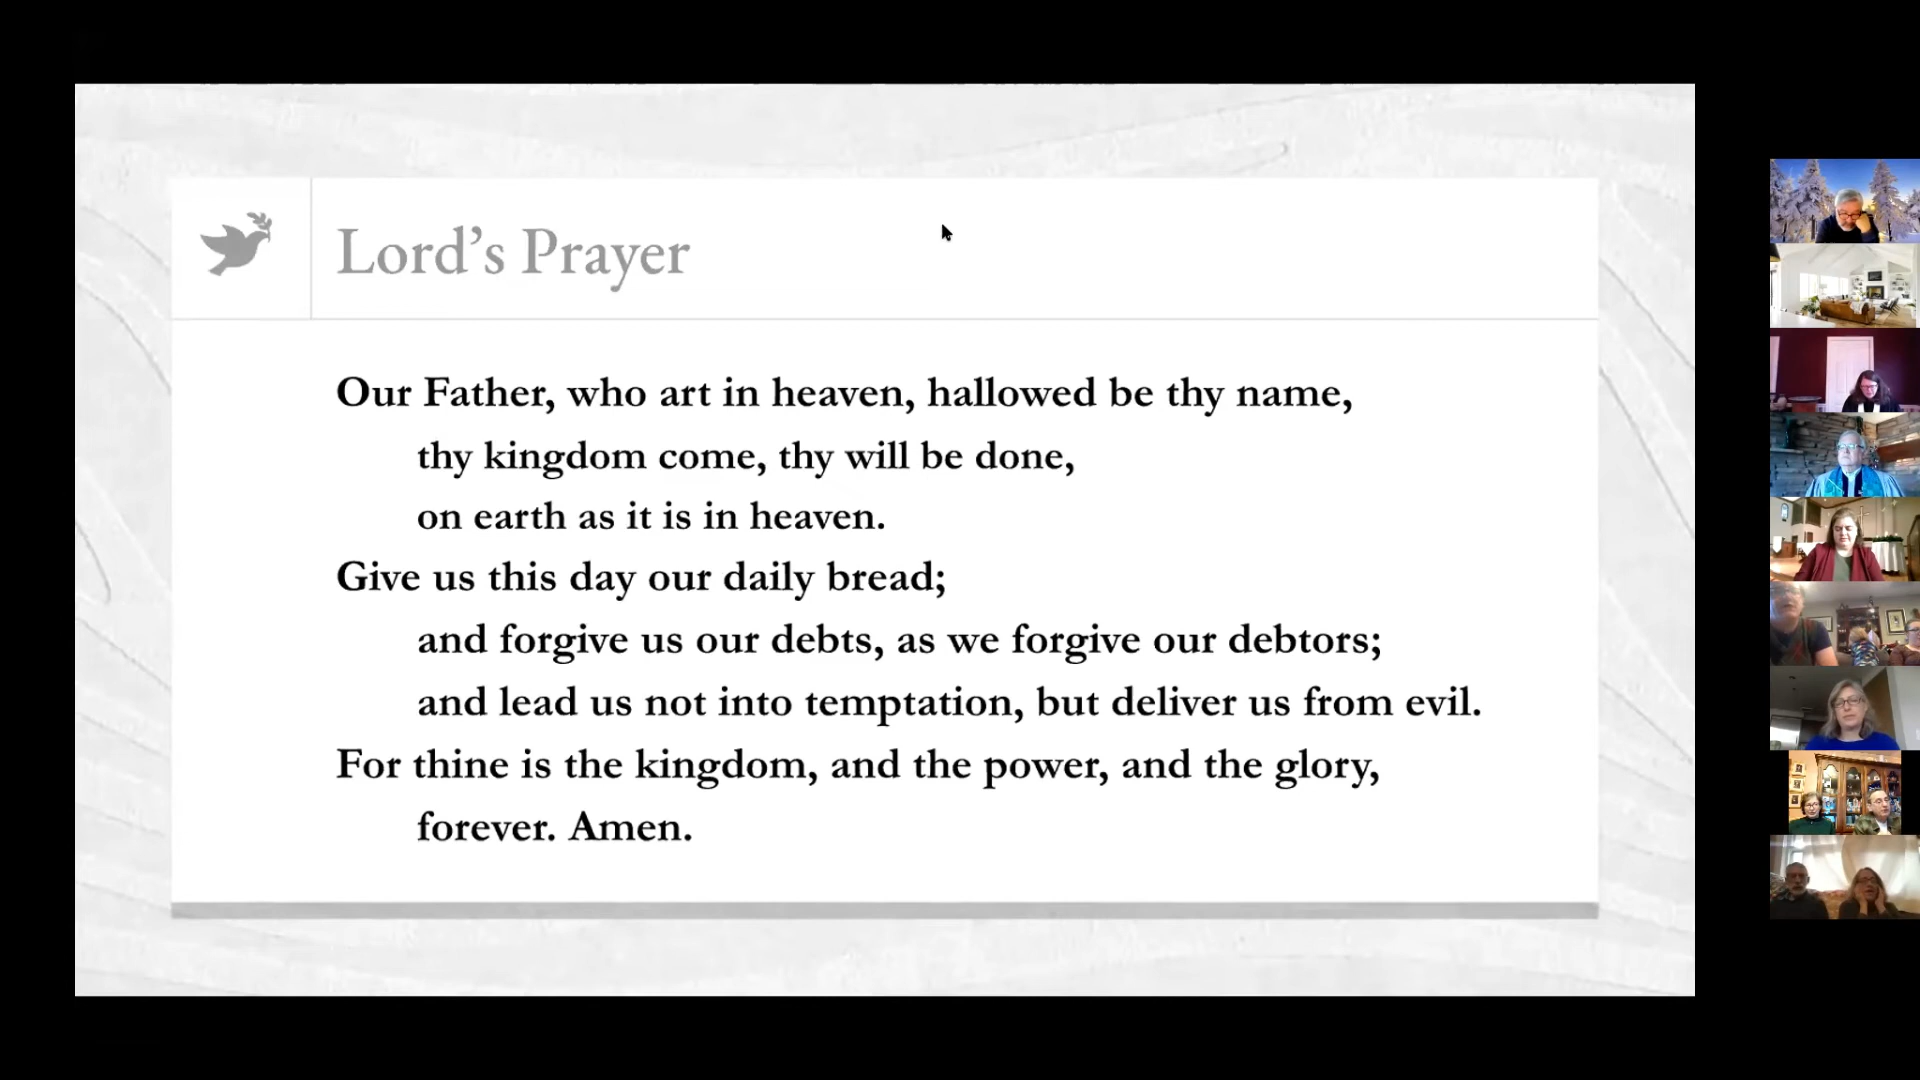 Lord’s Prayer
Our Father, who art in heaven, hallowed be thy name,
thy kingdom come, thy will be done,
on earth as it is in heaven.
Give us this day our daily bread;
and forgive us our debts, as we forgive our debtors;
and lead us not into temptation, but deliver us from evil.
For thine is the kingdom, and the power, and the glory,
forever. Amen.